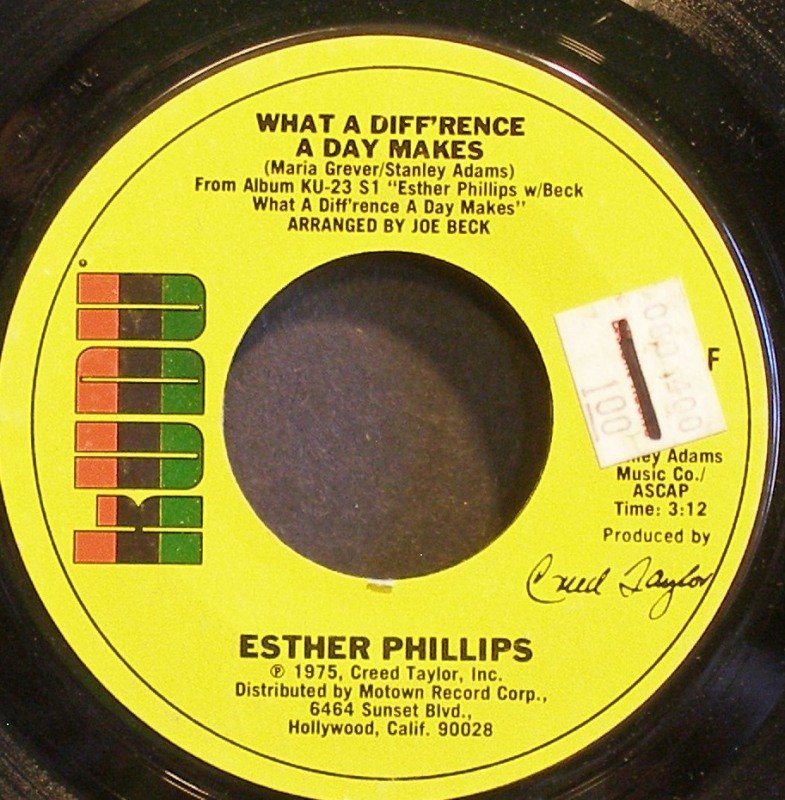 WHAT A DIFF'RENCE
A DAY MAKES
(Maria Grever/Stanley Adams)
From Album KU-23 S1 "Esther Phillips w/Beck
What A Diff'rence A Day Makes"
ARRANGED BY JOE BECK
KUDU
F
Adams
Music Co./
ASCAP
Time: 3:12
Produced by
Creed Taylor
001
ESTHER PHILLIPS
℗ 1975, Creed Taylor, Inc.
Distributed by Motown Record Corp.,
6464 Sunset Blvd.,
Hollywood, Calif. 90028